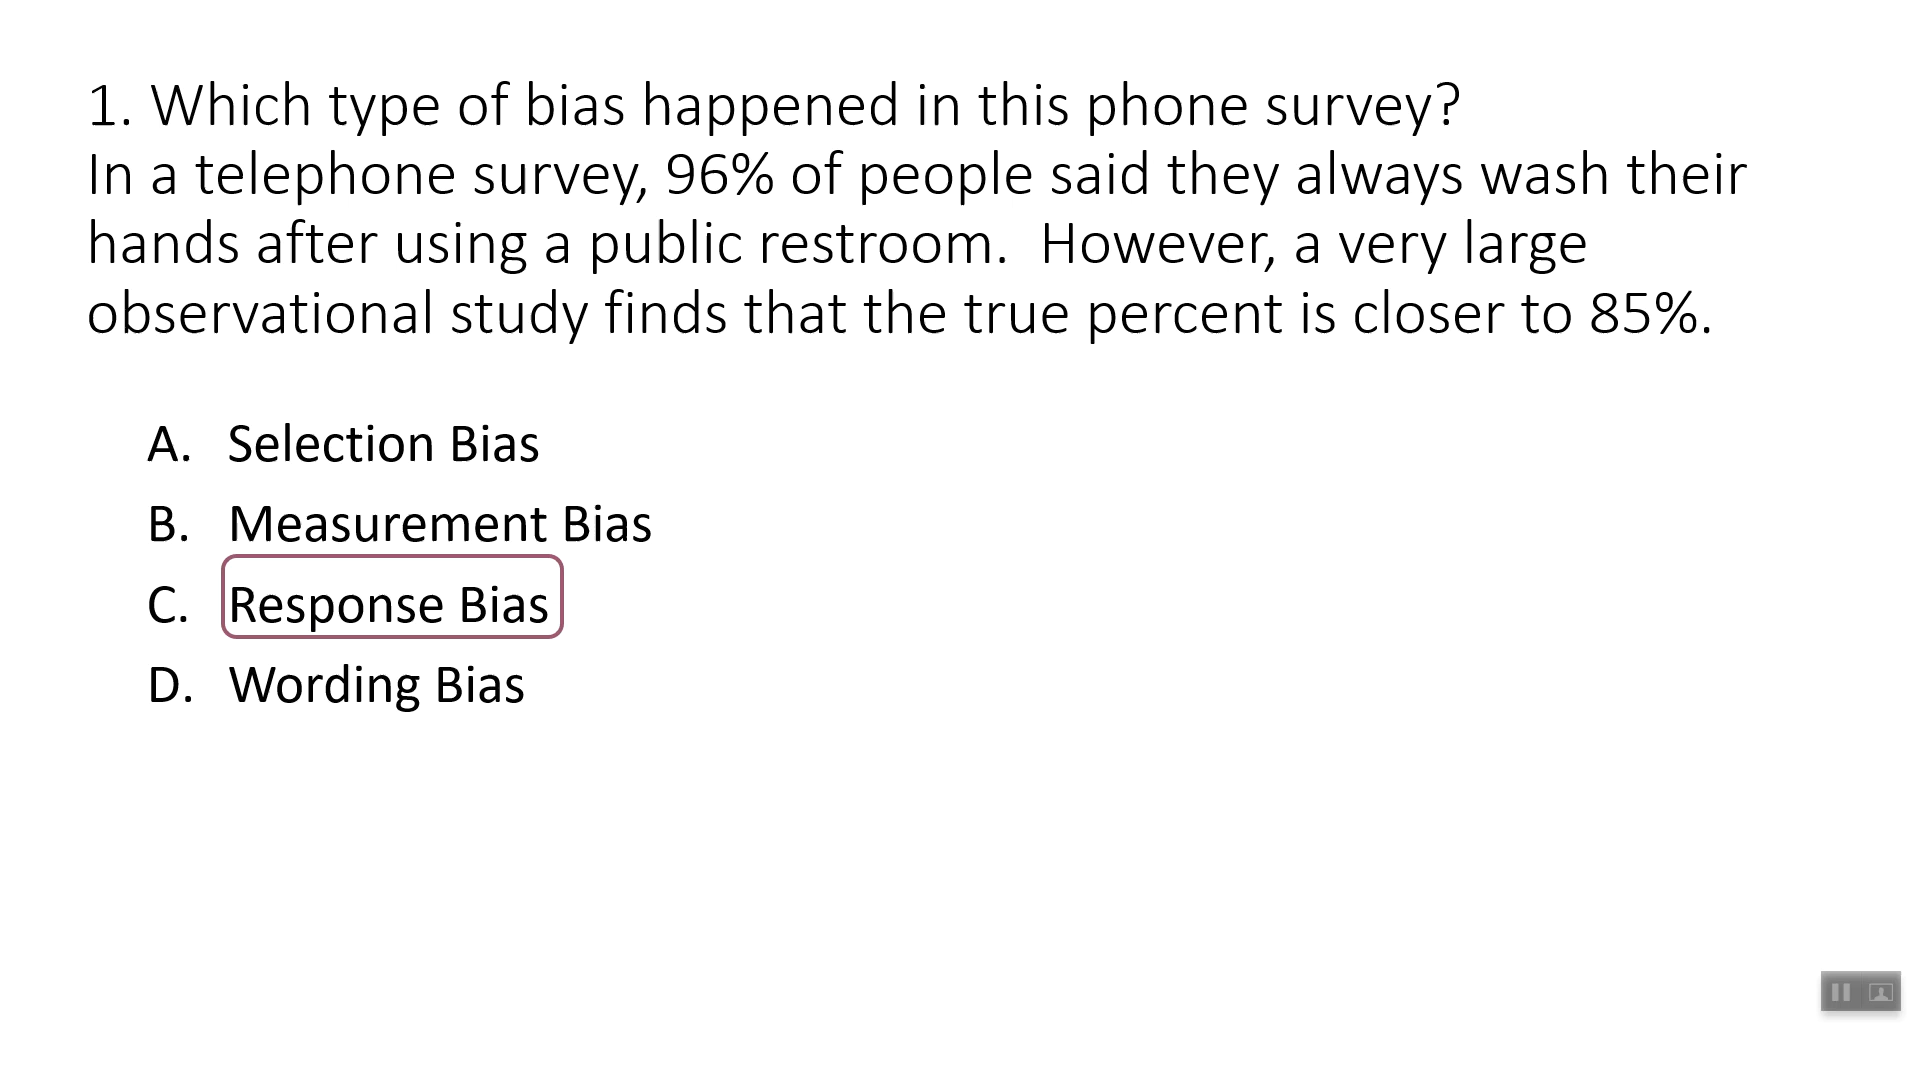 1. Which type of bias happened in this phone survey?
In a telephone survey, 96% of people said they always wash their
hands after using a public restroom.  However, a very large
observational study finds that the true percent is closer to 85%.
A. Selection Bias
B. Measurement Bias
C. Response Bias
D. Wording Bias